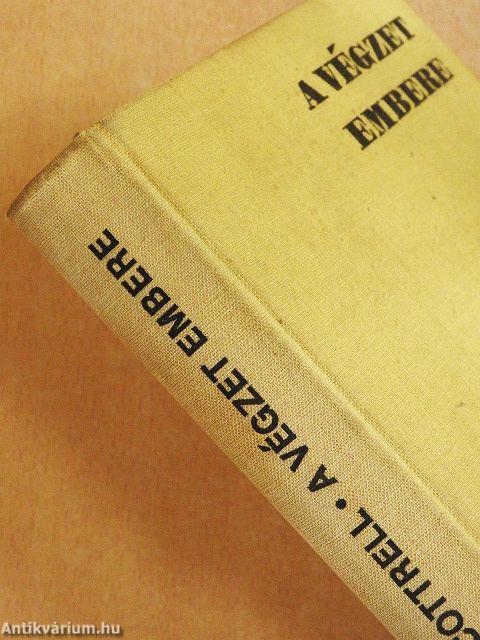 A VÉGZET
EMBERE
COTTRELL • A VÉGZET EMBERE
Antikvárium.hu